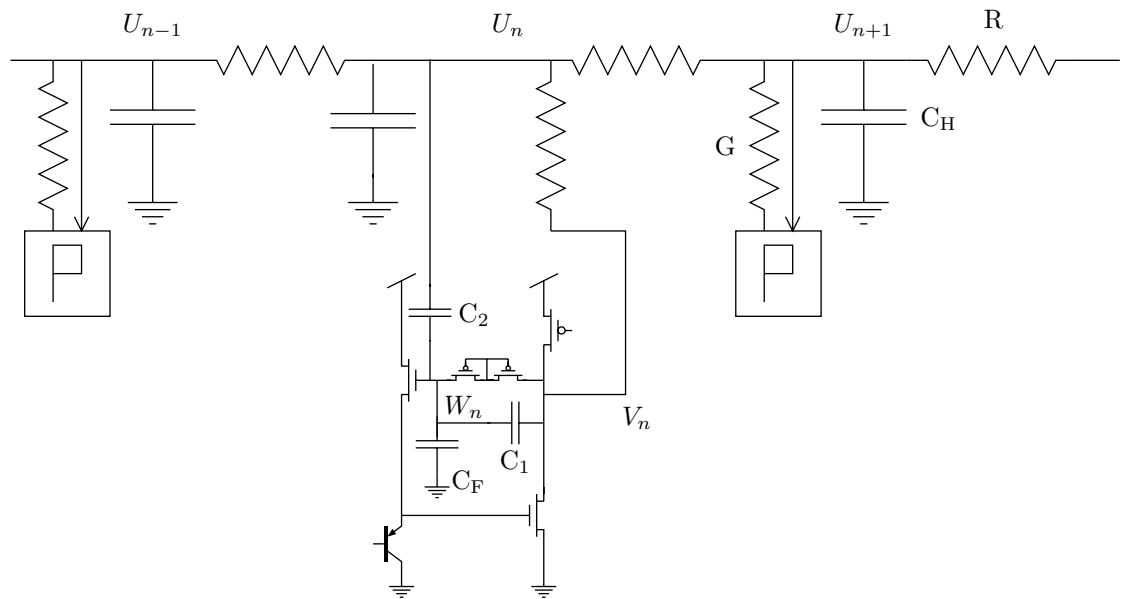 U_{n−1}
U_n
U_{n+1}
R
C_H
G
C_2
W_n
V_n
C_1
C_F